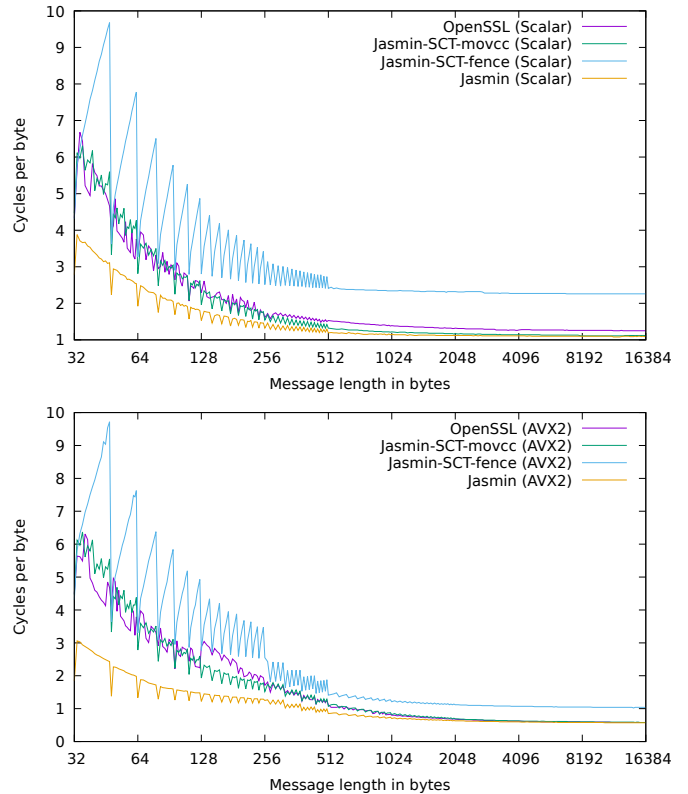 OpenSSL (Scalar)
Jasmin-SCT-movcc (Scalar)
Jasmin-SCT-fence (Scalar)
Jasmin (Scalar)
Cycles per byte
10
9
8
7
6
5
4
3
2
1
32 64 128 256 512 1024 2048 4096 8192 16384
Message length in bytes
OpenSSL (AVX2)
Jasmin-SCT-movcc (AVX2)
Jasmin-SCT-fence (AVX2)
Jasmin (AVX2)
Cycles per byte
10
9
8
7
6
5
4
3
2
1
0
32 64 128 256 512 1024 2048 4096 8192 16384
Message length in bytes